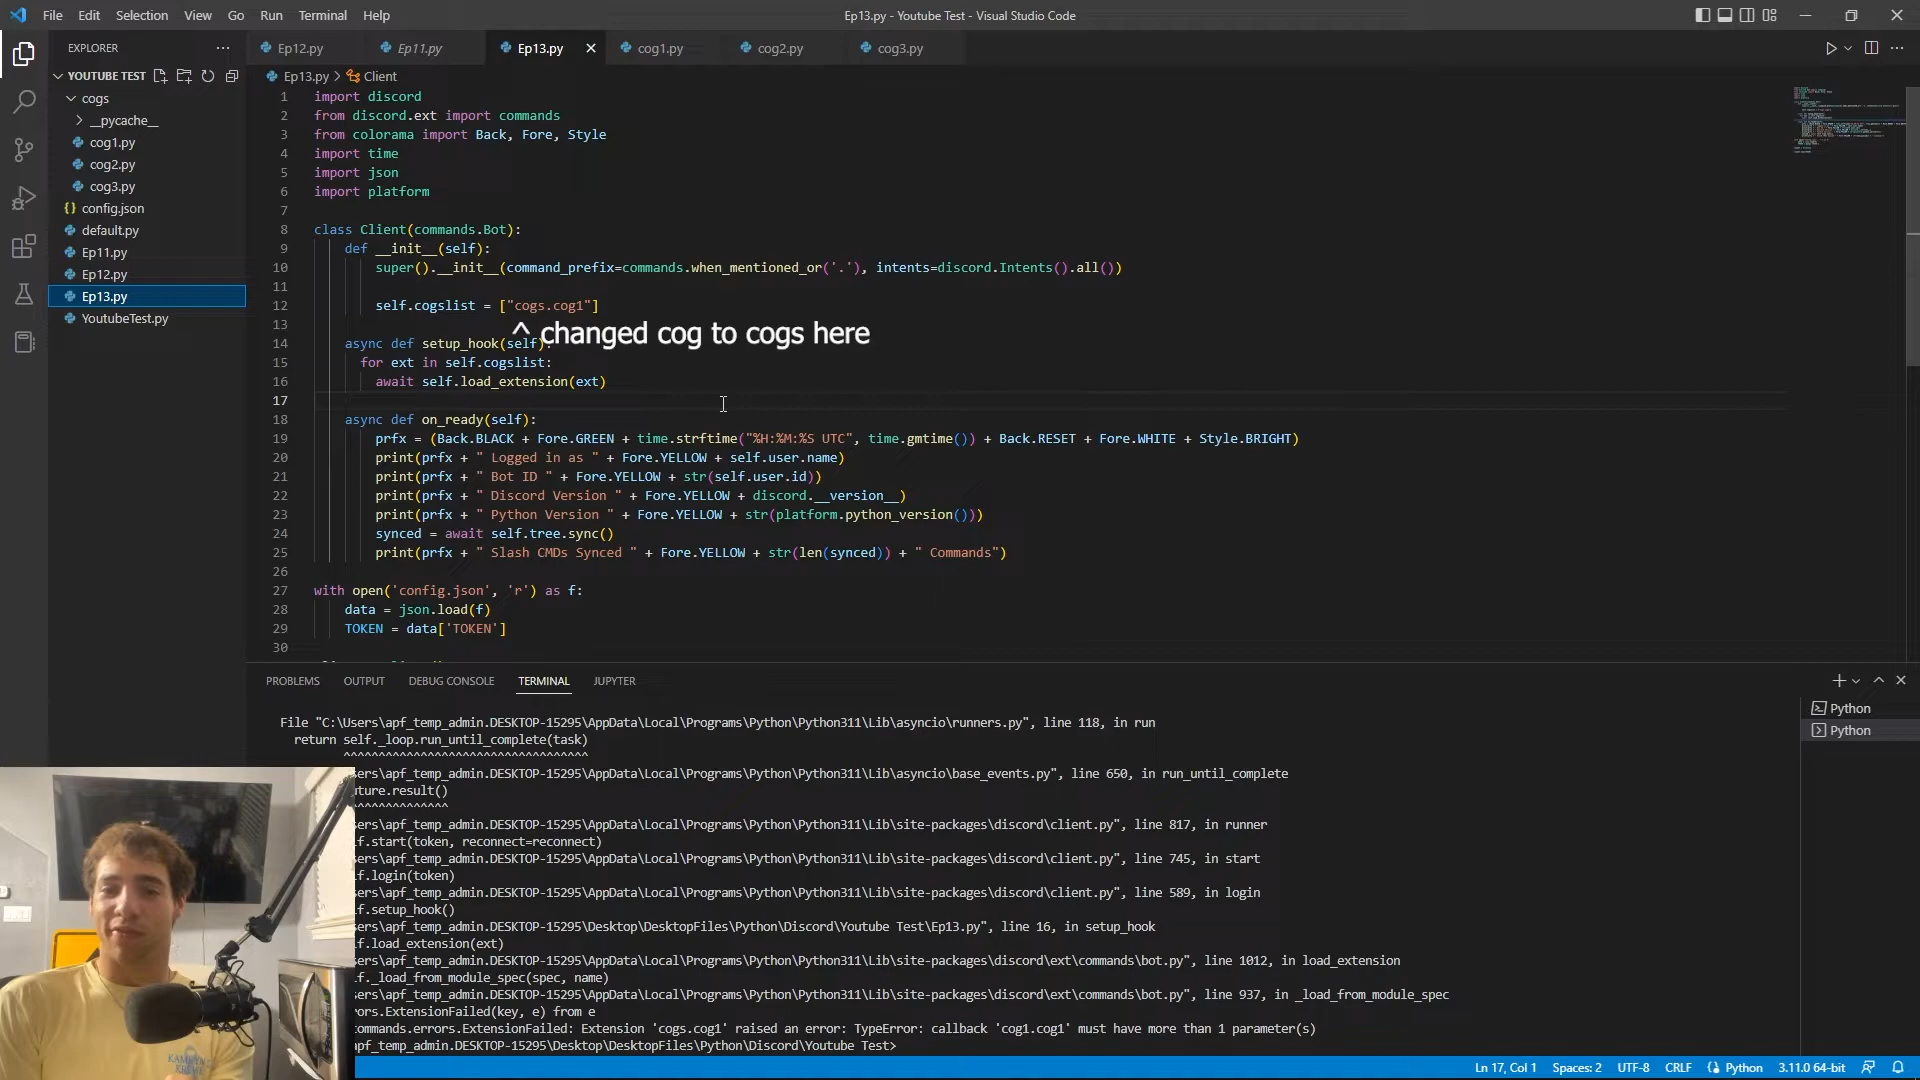 File Edit Selection View Go Run Terminal Help
Ep13.py - Youtube Test - Visual Studio Code
EXPLORER
Ep12.py Ep11.py Ep13.py cog1.py cog2.py cog3.py
YOUTUBE TEST
cogs
__pycache__
cog1.py
cog2.py
cog3.py
config.json
default.py
Ep11.py
Ep12.py
Ep13.py
YoutubeTest.py
Ep13.py > Client
1 import discord
2 from discord.ext import commands
3 from colorama import Back, Fore, Style
4 import time
5 import json
6 import platform
7
8 class Client(commands.Bot):
9 def __init__(self):
10 super().__init__(command_prefix=commands.when_mentioned_or('.'), intents=discord.Intents().all())
11
12 self.cogslist = ["cogs.cog1"]
13
^ changed cog to cogs here
14 async def setup_hook(self):
15 for ext in self.cogslist:
16 await self.load_extension(ext)
17
18 async def on_ready(self):
19 prfx = (Back.BLACK + Fore.GREEN + time.strftime("%H:%M:%S UTC", time.gmtime()) + Back.RESET + Fore.WHITE + Style.BRIGHT)
20 print(prfx + " Logged in as " + Fore.YELLOW + self.user.name)
21 print(prfx + " Bot ID " + Fore.YELLOW + str(self.user.id))
22 print(prfx + " Discord Version " + Fore.YELLOW + discord.__version__)
23 print(prfx + " Python Version " + Fore.YELLOW + str(platform.python_version()))
24 synced = await self.tree.sync()
25 print(prfx + " Slash CMDs Synced " + Fore.YELLOW + str(len(synced)) + " Commands")
26
27 with open('config.json', 'r') as f:
28 data = json.load(f)
29 TOKEN = data['TOKEN']
30
PROBLEMS OUTPUT DEBUG CONSOLE TERMINAL JUPYTER
Python
Python
File "C:\Users\apf_temp_admin.DESKTOP-15295\AppData\Local\Programs\Python\Python311\Lib\asyncio\runners.py", line 118, in run
return self._loop.run_until_complete(task)
^^^^^^^^^^^^^^^^^^^^^^^^^^^^^^^^^^^
ers\apf_temp_admin.DESKTOP-15295\AppData\Local\Programs\Python\Python311\Lib\asyncio\base_events.py", line 650, in run_until_complete
uture.result()
^^^^^^^^^^^^^
ers\apf_temp_admin.DESKTOP-15295\AppData\Local\Programs\Python\Python311\Lib\site-packages\discord\client.py", line 817, in runner
f.start(token, reconnect=reconnect)
ers\apf_temp_admin.DESKTOP-15295\AppData\Local\Programs\Python\Python311\Lib\site-packages\discord\client.py", line 745, in start
f.login(token)
ers\apf_temp_admin.DESKTOP-15295\AppData\Local\Programs\Python\Python311\Lib\site-packages\discord\client.py", line 589, in login
f.setup_hook()
ers\apf_temp_admin.DESKTOP-15295\Desktop\DesktopFiles\Python\Discord\Youtube Test\Ep13.py", line 16, in setup_hook
f.load_extension(ext)
ers\apf_temp_admin.DESKTOP-15295\AppData\Local\Programs\Python\Python311\Lib\site-packages\discord\ext\commands\bot.py", line 1012, in load_extension
f._load_from_module_spec(spec, name)
ers\apf_temp_admin.DESKTOP-15295\AppData\Local\Programs\Python\Python311\Lib\site-packages\discord\ext\commands\bot.py", line 937, in _load_from_module_spec
rors.ExtensionFailed(key, e) from e
commands.errors.ExtensionFailed: Extension 'cogs.cog1' raised an error: TypeError: callback 'cog1.cog1' must have more than 1 parameter(s)
apf_temp_admin.DESKTOP-15295\Desktop\DesktopFiles\Python\Discord\Youtube Test>
Ln 17, Col 1 Spaces: 2 UTF-8 CRLF Python 3.11.0 64-bit